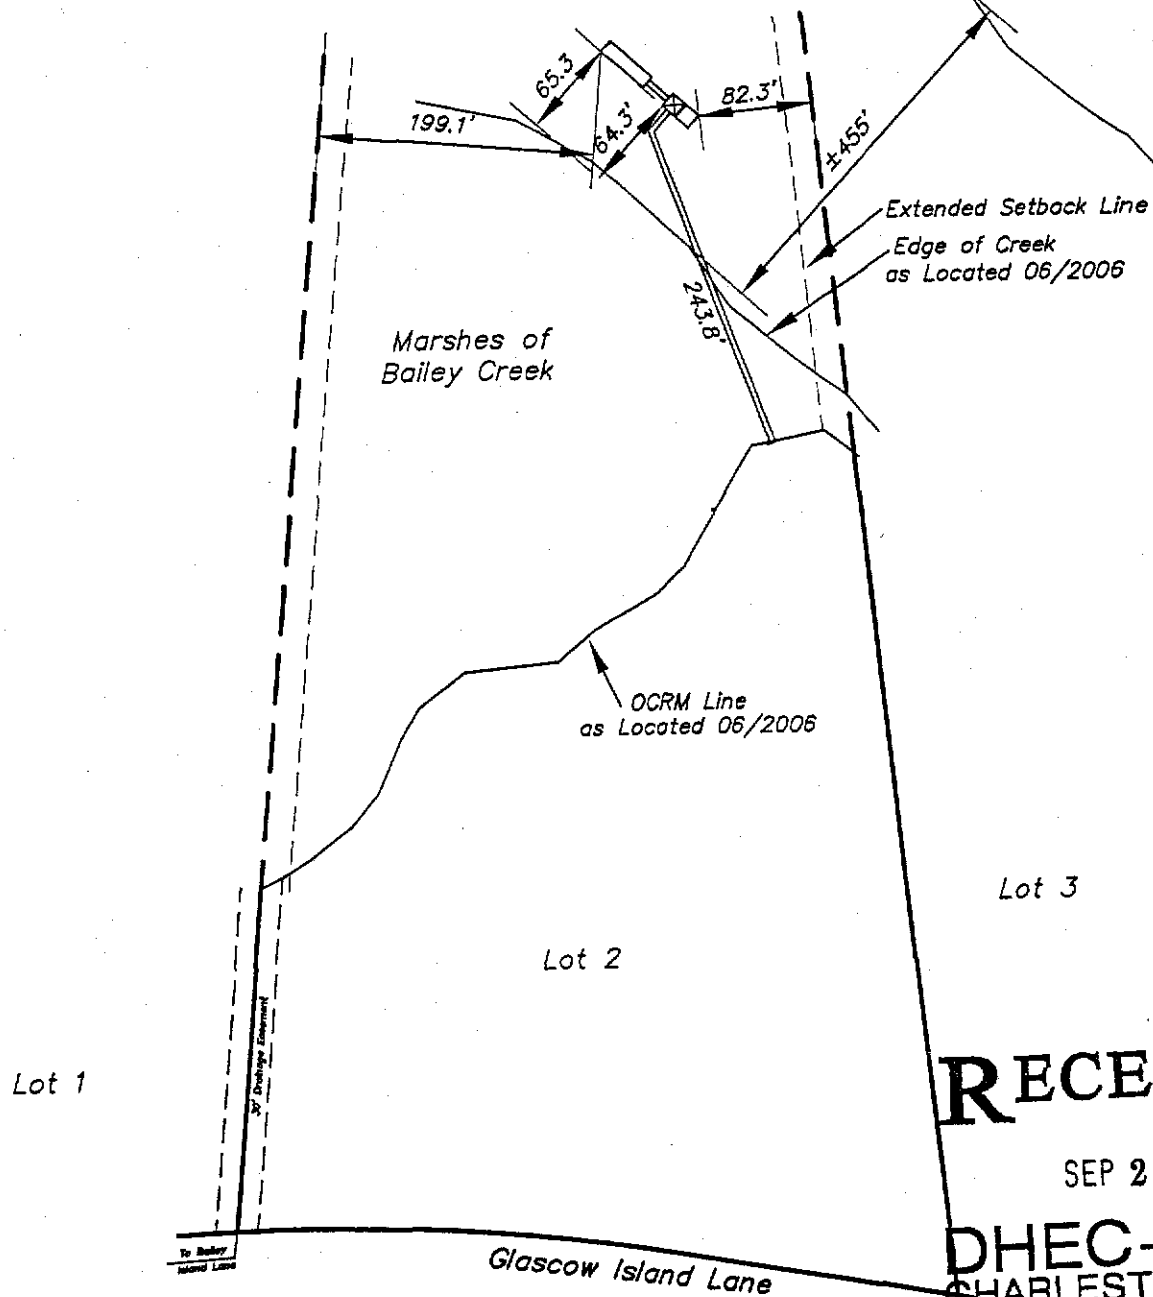 65.3
82.3'
199.1'
64.3'
±455'
Extended Setback Line
Edge of Creek
as Located 06/2006
243.8'
Marshes of
Bailey Creek
OCRM Line
as Located 06/2006
Lot 3
Lot 2
30' Drainage Easement
Lot 1
RECE
SEP 2
DHEC-
CHARLEST
To Bailey
Island Lane
Glascow Island Lane